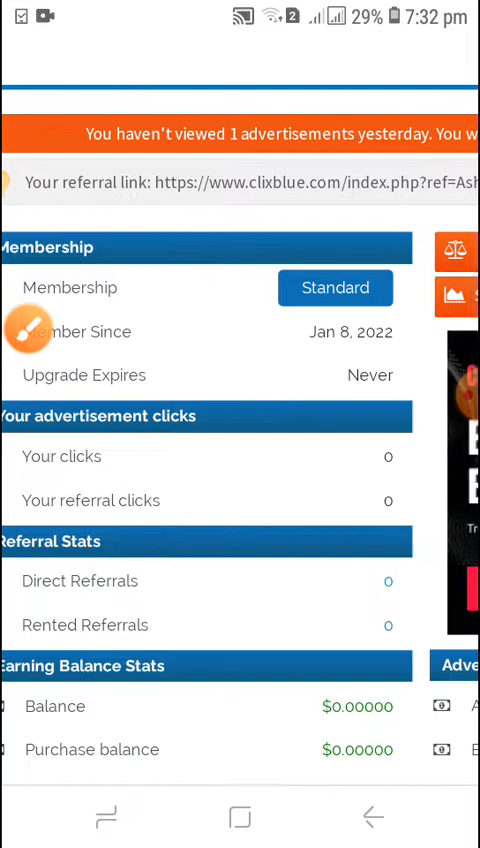 2 29% 7:32 pm
You haven't viewed 1 advertisements yesterday. You w
Your referral link: https://www.clixblue.com/index.php?ref=Ash
Membership
Membership Standard
Member Since Jan 8, 2022
Upgrade Expires Never
Your advertisement clicks
Your clicks 0
Your referral clicks 0
Referral Stats
Direct Referrals 0
Rented Referrals 0
Earning Balance Stats Adve
Balance $0.00000
Purchase balance $0.00000